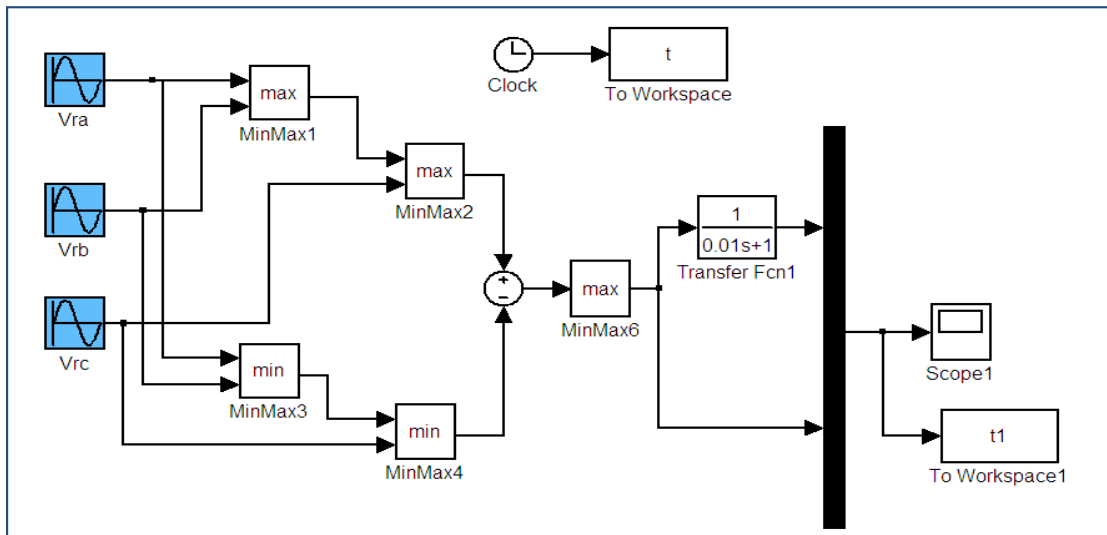 Vra
max
MinMax1
Clock
t
To Workspace
Vrb
max
MinMax2
+
−
max
MinMax6
1
0.01s+1
Transfer Fcn1
Vrc
min
MinMax3
min
MinMax4
Scope1
t1
To Workspace1